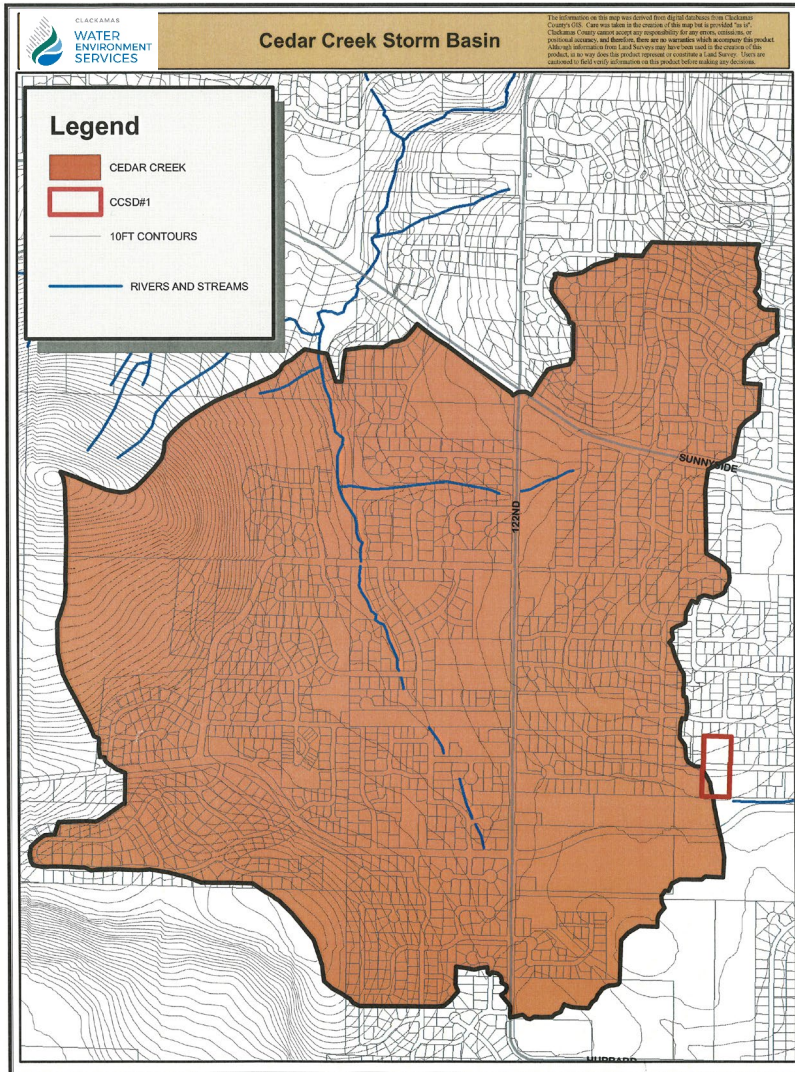 CLACKAMAS
WATER
ENVIRONMENT
SERVICES
Cedar Creek Storm Basin
The information on this map was derived from digital databases from Clackamas
County's GIS. Care was taken in the creation of this map but is provided "as is".
Clackamas County cannot accept any responsibility for any errors, omissions, or
positional accuracy, and therefore, there are no warranties which accompany this product.
Although information from Land Surveys may have been used in the creation of this
product, in no way does this product represent or constitute a Land Survey. Users are
cautioned to field verify information on this product before making any decisions.
Legend
CEDAR CREEK
CCSD#1
10FT CONTOURS
RIVERS AND STREAMS
SUNNYSIDE
122ND
HUBBARD